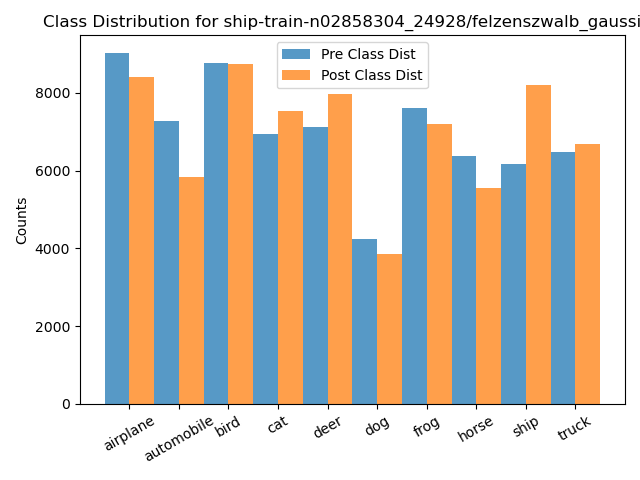 Class Distribution for ship-train-n02858304_24928/felzenszwalb_gaussi
Pre Class Dist
Post Class Dist
Counts
8000
6000
4000
2000
0
airplane
automobile
bird
cat
deer
dog
frog
horse
ship
truck